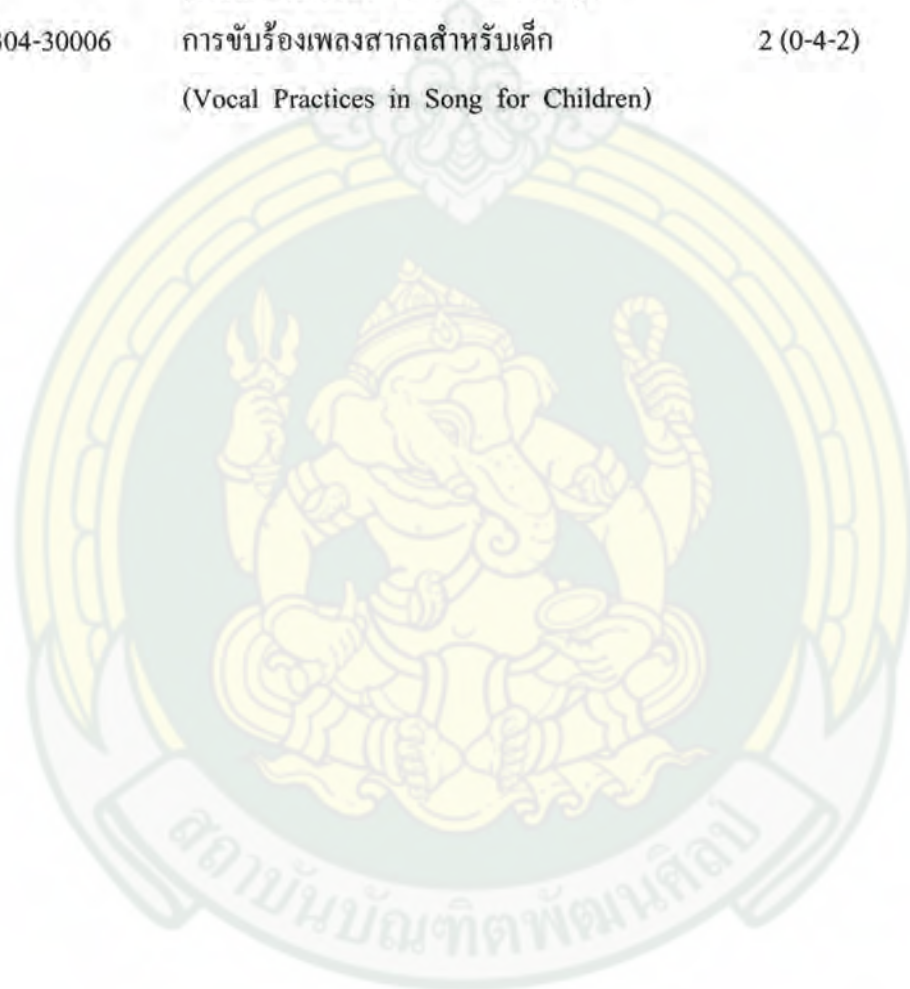 04-30006 การขับร้องเพลงสากลสำหรับเด็ก 2 (0-4-2)
(Vocal Practices in Song for Children)
สถาบันบัณฑิตพัฒนศิลป์